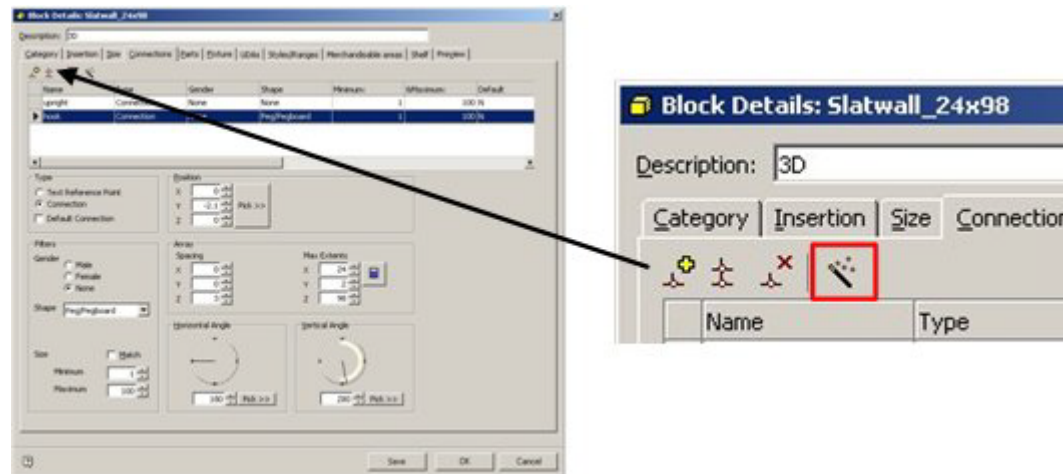 Block Details: Slatwall_24x98
Description: 3D
Category Insertion Size Connections Parts Fixture UDAs Styles/Ranges Merchandisable areas Shelf Preview
Name Gender Shape Minimum: %Maximum: Default
upright Connection None None 1 100 N
hook Connection Peg/Pegboard 1 100 N
Type
Text Reference Point
Connection
Default Connection
Position
X 0
Y -2.1
Z 0
Pick >>
Filters
Gender
Male
Female
None
Shape Peg/Pegboard
Size Match
Minimum 1
Maximum 100
Array
Spacing Max Extents
X 0 X 24
Y 0 Y 2
Z 3 Z 98
Horizontal Angle Vertical Angle
180 Pick >> Pick >>
Save OK Cancel
Block Details: Slatwall_24x98
Description: 3D
Category Insertion Size Connection
Name Type